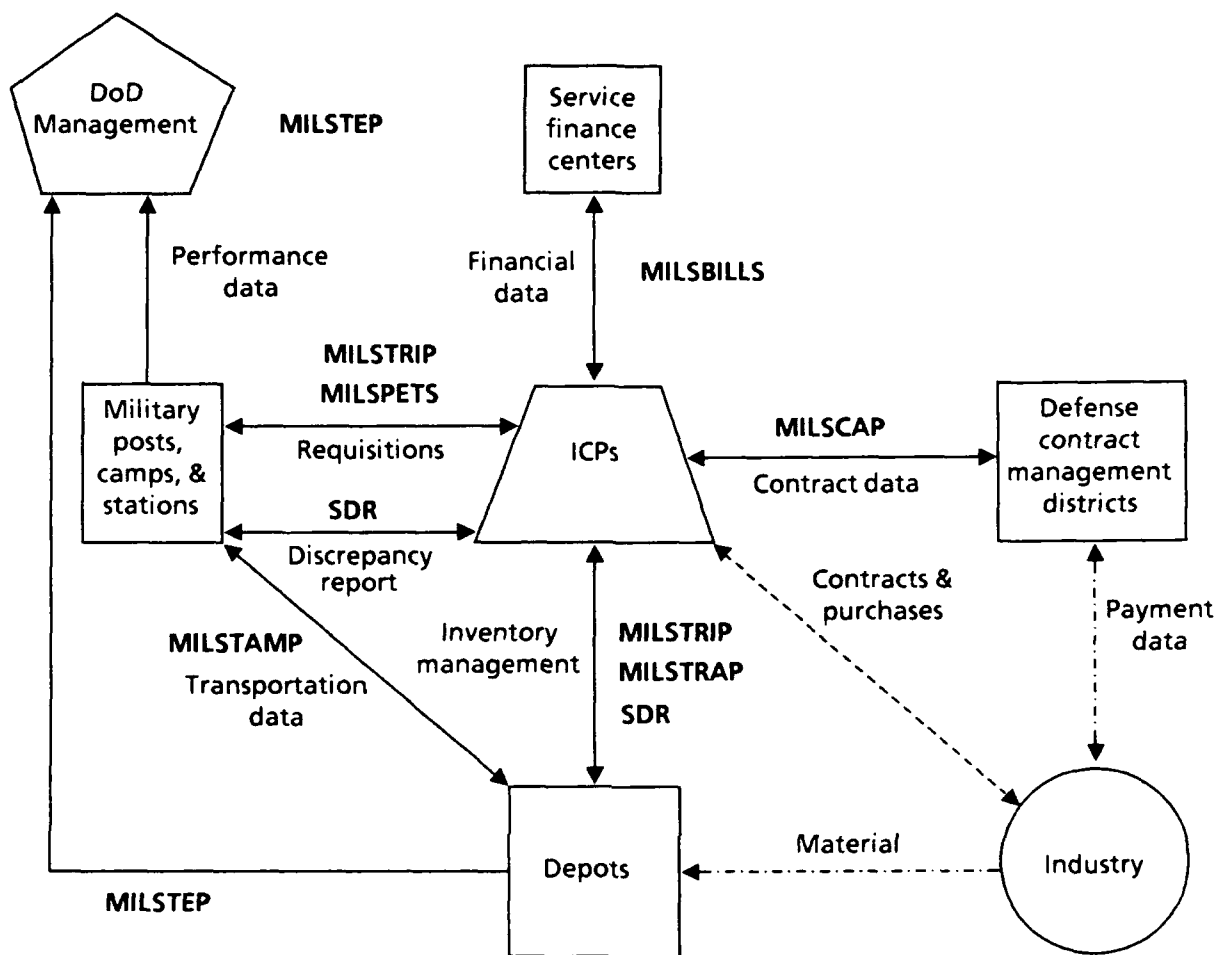 DoD
Management
MILSTEP
Service
finance
centers
Performance
data
Financial
data
MILSBILLS
MILSTRIP
MILSPETS
Requisitions
Military
posts,
camps, &
stations
ICPs
MILSCAP
Contract data
Defense
contract
management
districts
SDR
Discrepancy
report
MILSTAMP
Transportation
data
Inventory
management
MILSTRIP
MILSTRAP
SDR
Contracts &
purchases
Payment
data
Depots
Material
Industry
MILSTEP